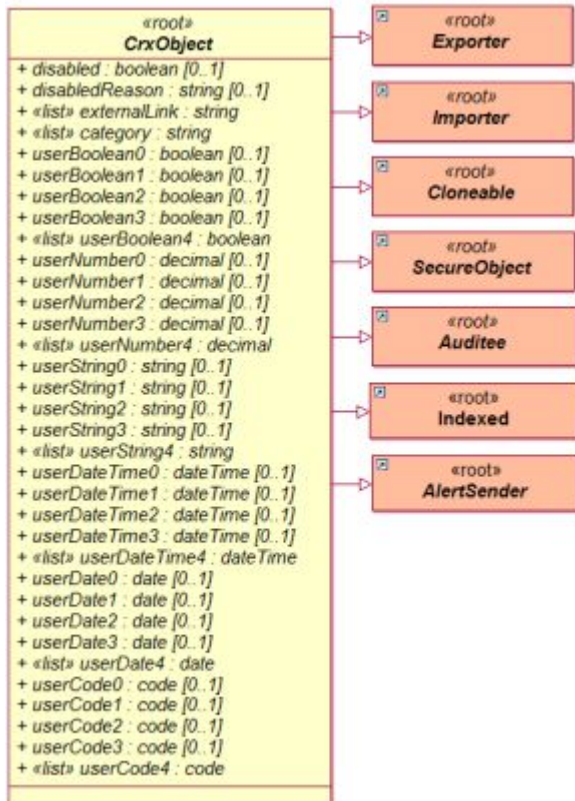 «root»
CrxObject
+ disabled : boolean [0..1]
+ disabledReason : string [0..1]
+ «list» externalLink : string
+ «list» category : string
+ userBoolean0 : boolean [0..1]
+ userBoolean1 : boolean [0..1]
+ userBoolean2 : boolean [0..1]
+ userBoolean3 : boolean [0..1]
+ «list» userBoolean4 : boolean
+ userNumber0 : decimal [0..1]
+ userNumber1 : decimal [0..1]
+ userNumber2 : decimal [0..1]
+ userNumber3 : decimal [0..1]
+ «list» userNumber4 : decimal
+ userString0 : string [0..1]
+ userString1 : string [0..1]
+ userString2 : string [0..1]
+ userString3 : string [0..1]
+ «list» userString4 : string
+ userDateTime0 : dateTime [0..1]
+ userDateTime1 : dateTime [0..1]
+ userDateTime2 : dateTime [0..1]
+ userDateTime3 : dateTime [0..1]
+ «list» userDateTime4 : dateTime
+ userDate0 : date [0..1]
+ userDate1 : date [0..1]
+ userDate2 : date [0..1]
+ userDate3 : date [0..1]
+ «list» userDate4 : date
+ userCode0 : code [0..1]
+ userCode1 : code [0..1]
+ userCode2 : code [0..1]
+ userCode3 : code [0..1]
+ «list» userCode4 : code
«root»
Exporter
«root»
Importer
«root»
Cloneable
«root»
SecureObject
«root»
Auditee
«root»
Indexed
«root»
AlertSender